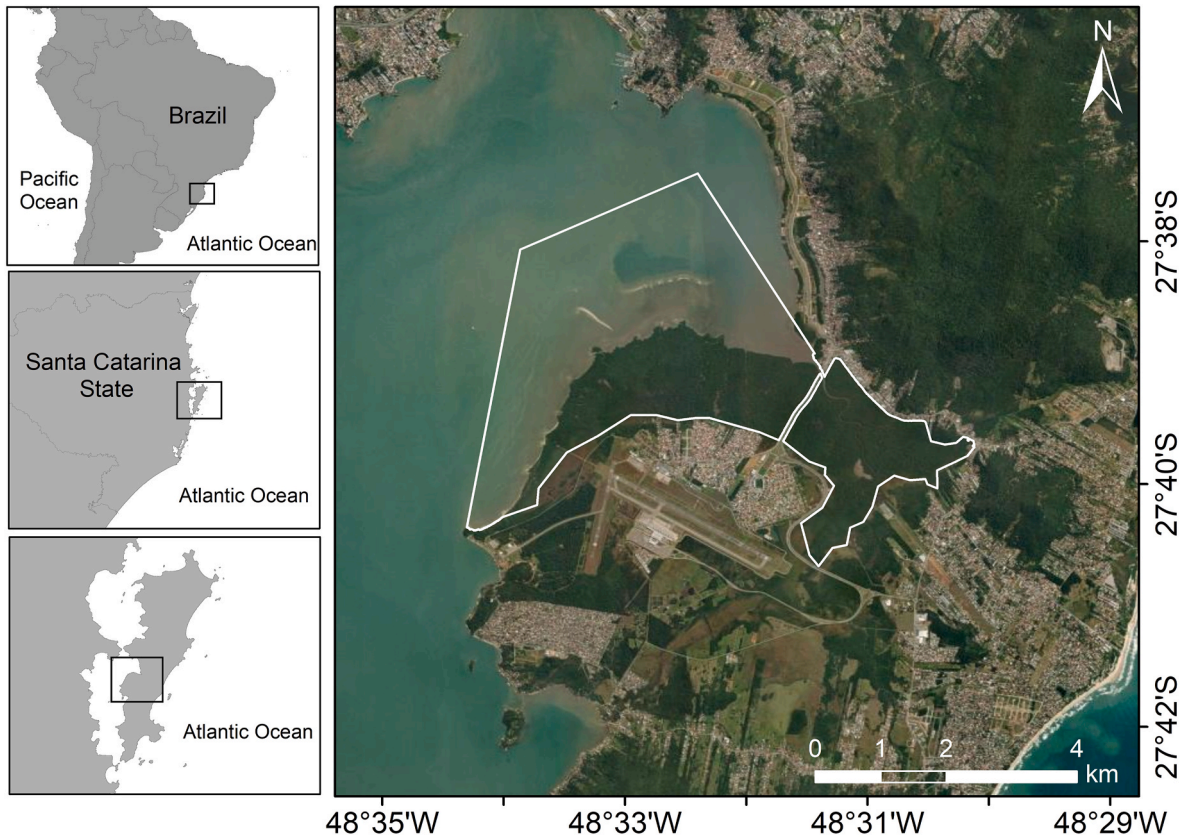 Brazil
Pacific
Ocean
Atlantic Ocean
Santa Catarina
State
Atlantic Ocean
Atlantic Ocean
N
27°38'S
27°40'S
27°42'S
0 1 2 4
km
48°35'W 48°33'W 48°31'W 48°29'W